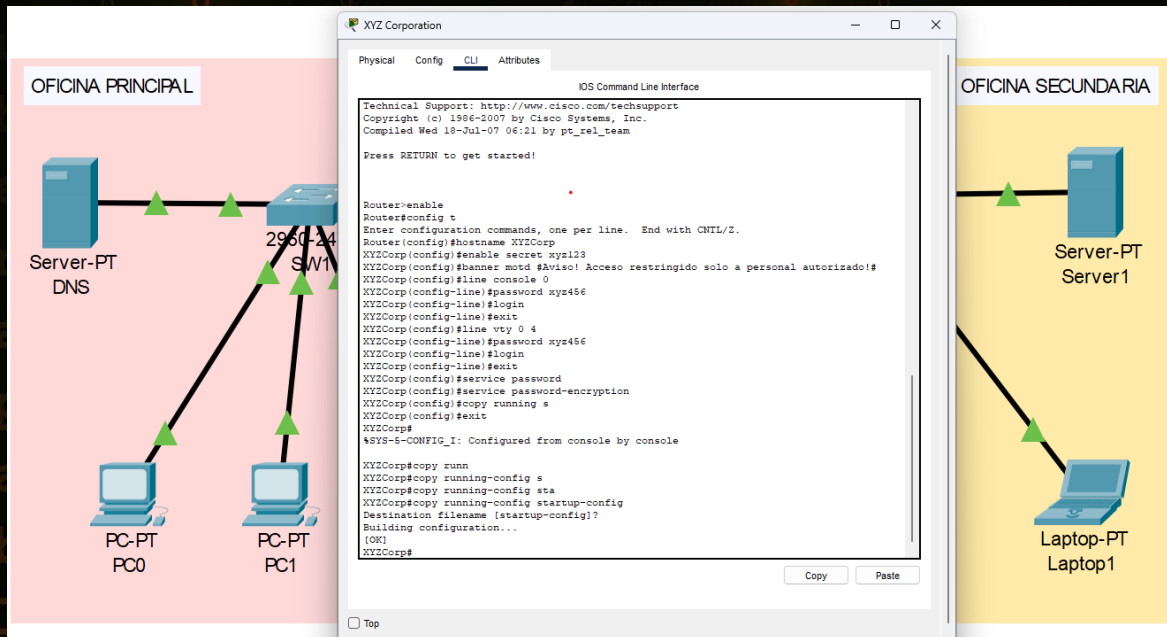 XYZ Corporation
Physical Config CLI Attributes
IOS Command Line Interface
OFICINA PRINCIPAL
Server-PT
DNS
2960-24
SW1
PC-PT
PC0
PC-PT
PC1
Technical Support: http://www.cisco.com/techsupport
Copyright (c) 1986-2007 by Cisco Systems, Inc.
Compiled Wed 18-Jul-07 06:21 by pt_rel_team
Press RETURN to get started!
Router>enable
Router#config t
Enter configuration commands, one per line.  End with CNTL/Z.
Router(config)#hostname XYZCorp
XYZCorp(config)#enable secret xyz123
XYZCorp(config)#banner motd #Aviso! Acceso restringido solo a personal autorizado!#
XYZCorp(config)#line console 0
XYZCorp(config-line)#password xyz456
XYZCorp(config-line)#login
XYZCorp(config-line)#exit
XYZCorp(config)#line vty 0 4
XYZCorp(config-line)#password xyz456
XYZCorp(config-line)#login
XYZCorp(config-line)#exit
XYZCorp(config)#service password
XYZCorp(config)#service password-encryption
XYZCorp(config)#copy running s
XYZCorp(config)#exit
XYZCorp#
%SYS-5-CONFIG_I: Configured from console by console
XYZCorp#copy runn
XYZCorp#copy running-config s
XYZCorp#copy running-config sta
XYZCorp#copy running-config startup-config
Destination filename [startup-config]?
Building configuration...
[OK]
XYZCorp#
Copy Paste
Top
OFICINA SECUNDARIA
Server-PT
Server1
Laptop-PT
Laptop1